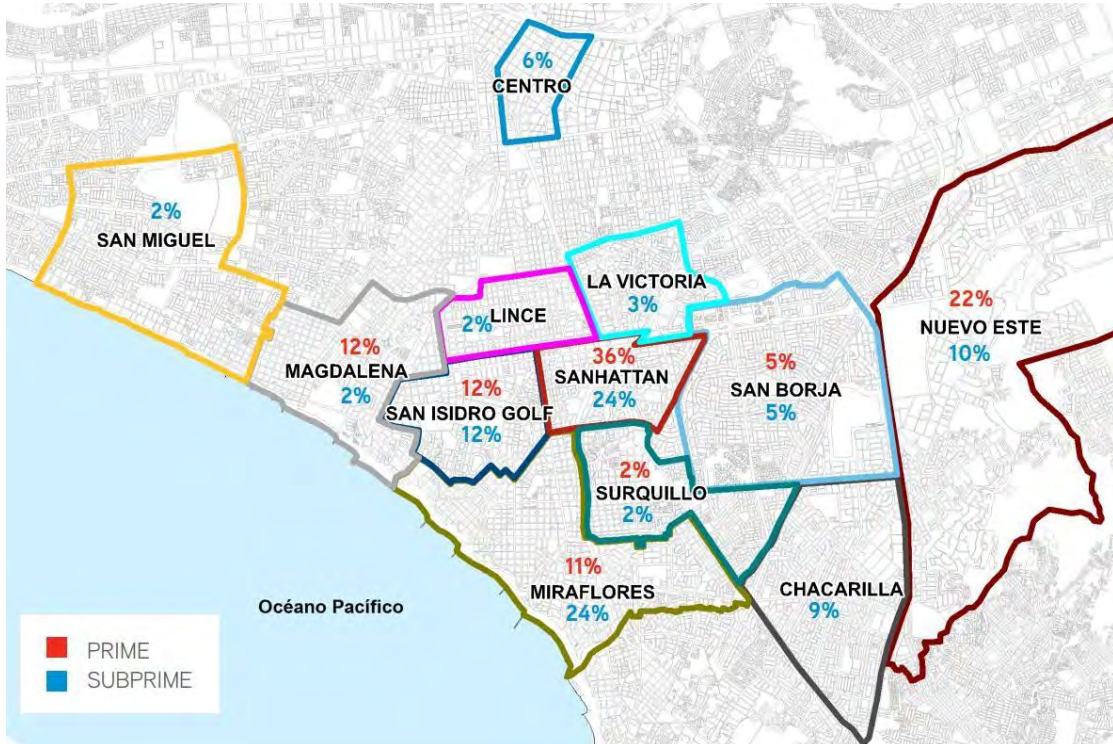 6%
CENTRO
2%
SAN MIGUEL
LA VICTORIA
3%
LINCE
2%
22%
NUEVO ESTE
10%
12%
MAGDALENA
2%
36%
SANHATTAN
24%
5%
SAN BORJA
5%
12%
SAN ISIDRO GOLF
12%
2%
SURQUILLO
2%
11%
MIRAFLORES
24%
CHACARILLA
9%
Océano Pacífico
PRIME
SUBPRIME